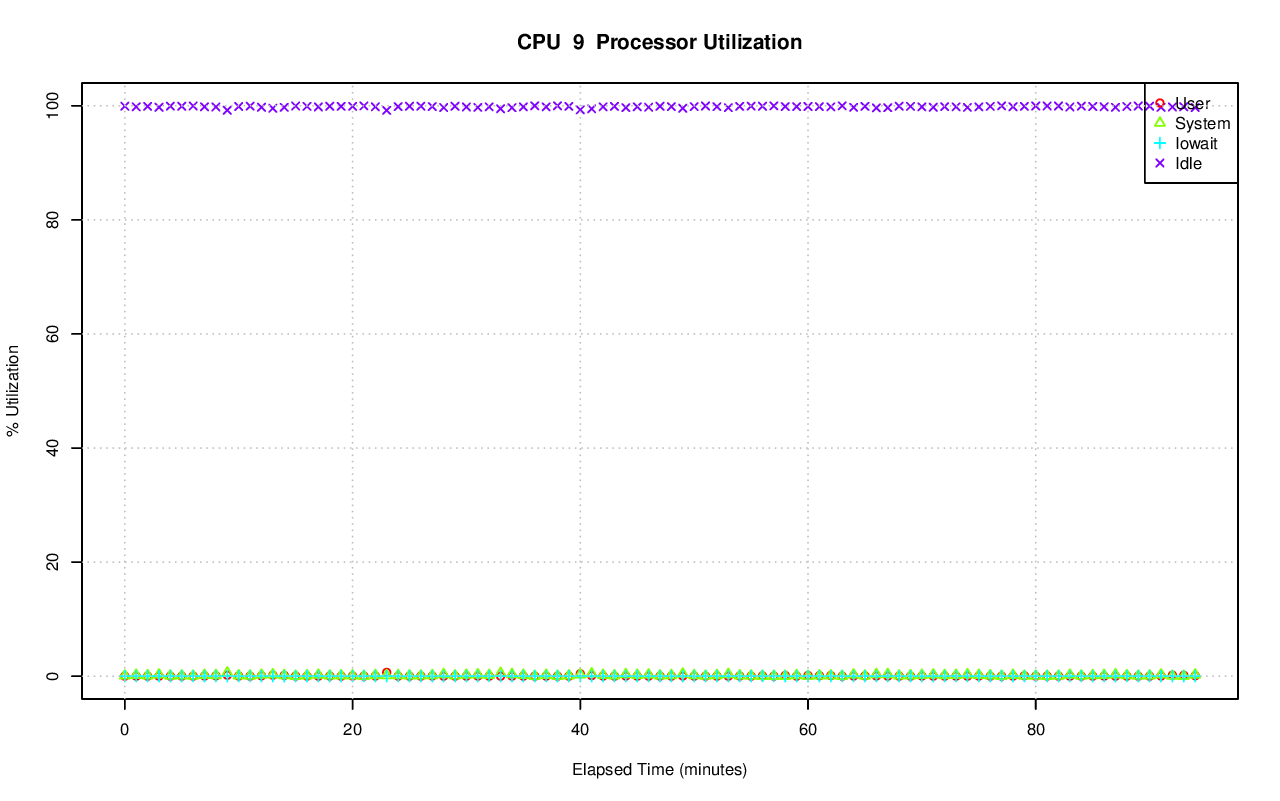 CPU 9 Processor Utilization
100
80
60
40
20
0
% Utilization
User
System
Iowait
Idle
0 20 40 60 80
Elapsed Time (minutes)